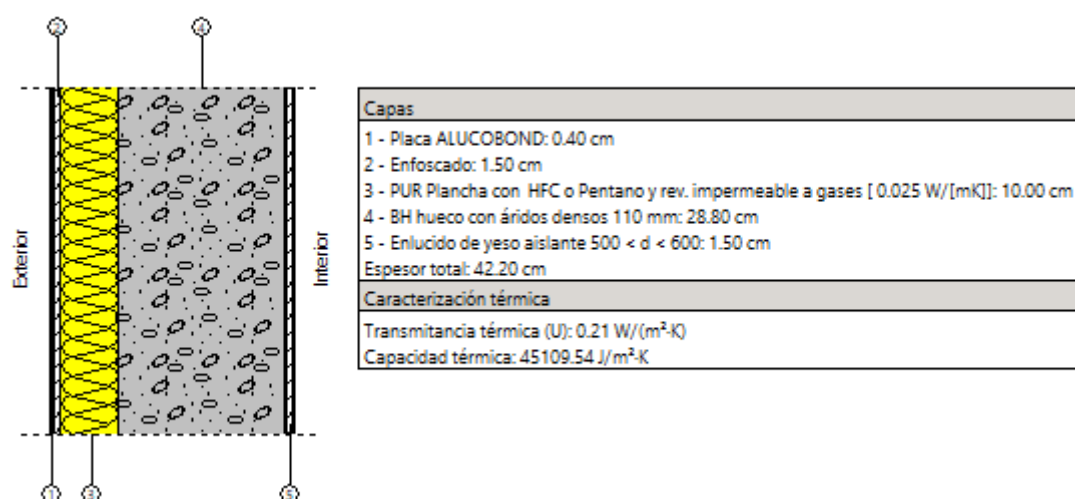 2
4
Exterior
Interior
1
3
5
Capas
1 - Placa ALUCOBOND: 0.40 cm
2 - Enfoscado: 1.50 cm
3 - PUR Plancha con HFC o Pentano y rev. impermeable a gases [ 0.025 W/[mK]]: 10.00 cm
4 - BH hueco con áridos densos 110 mm: 28.80 cm
5 - Enlucido de yeso aislante 500 < d < 600: 1.50 cm
Espesor total: 42.20 cm
Caracterización térmica
Transmitancia térmica (U): 0.21 W/(m²·K)
Capacidad térmica: 45109.54 J/m²·K